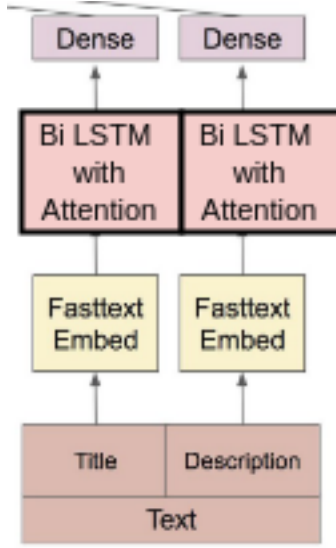 Dense
Dense
Bi LSTM
with
Attention
Bi LSTM
with
Attention
Fasttext
Embed
Fasttext
Embed
Title
Description
Text